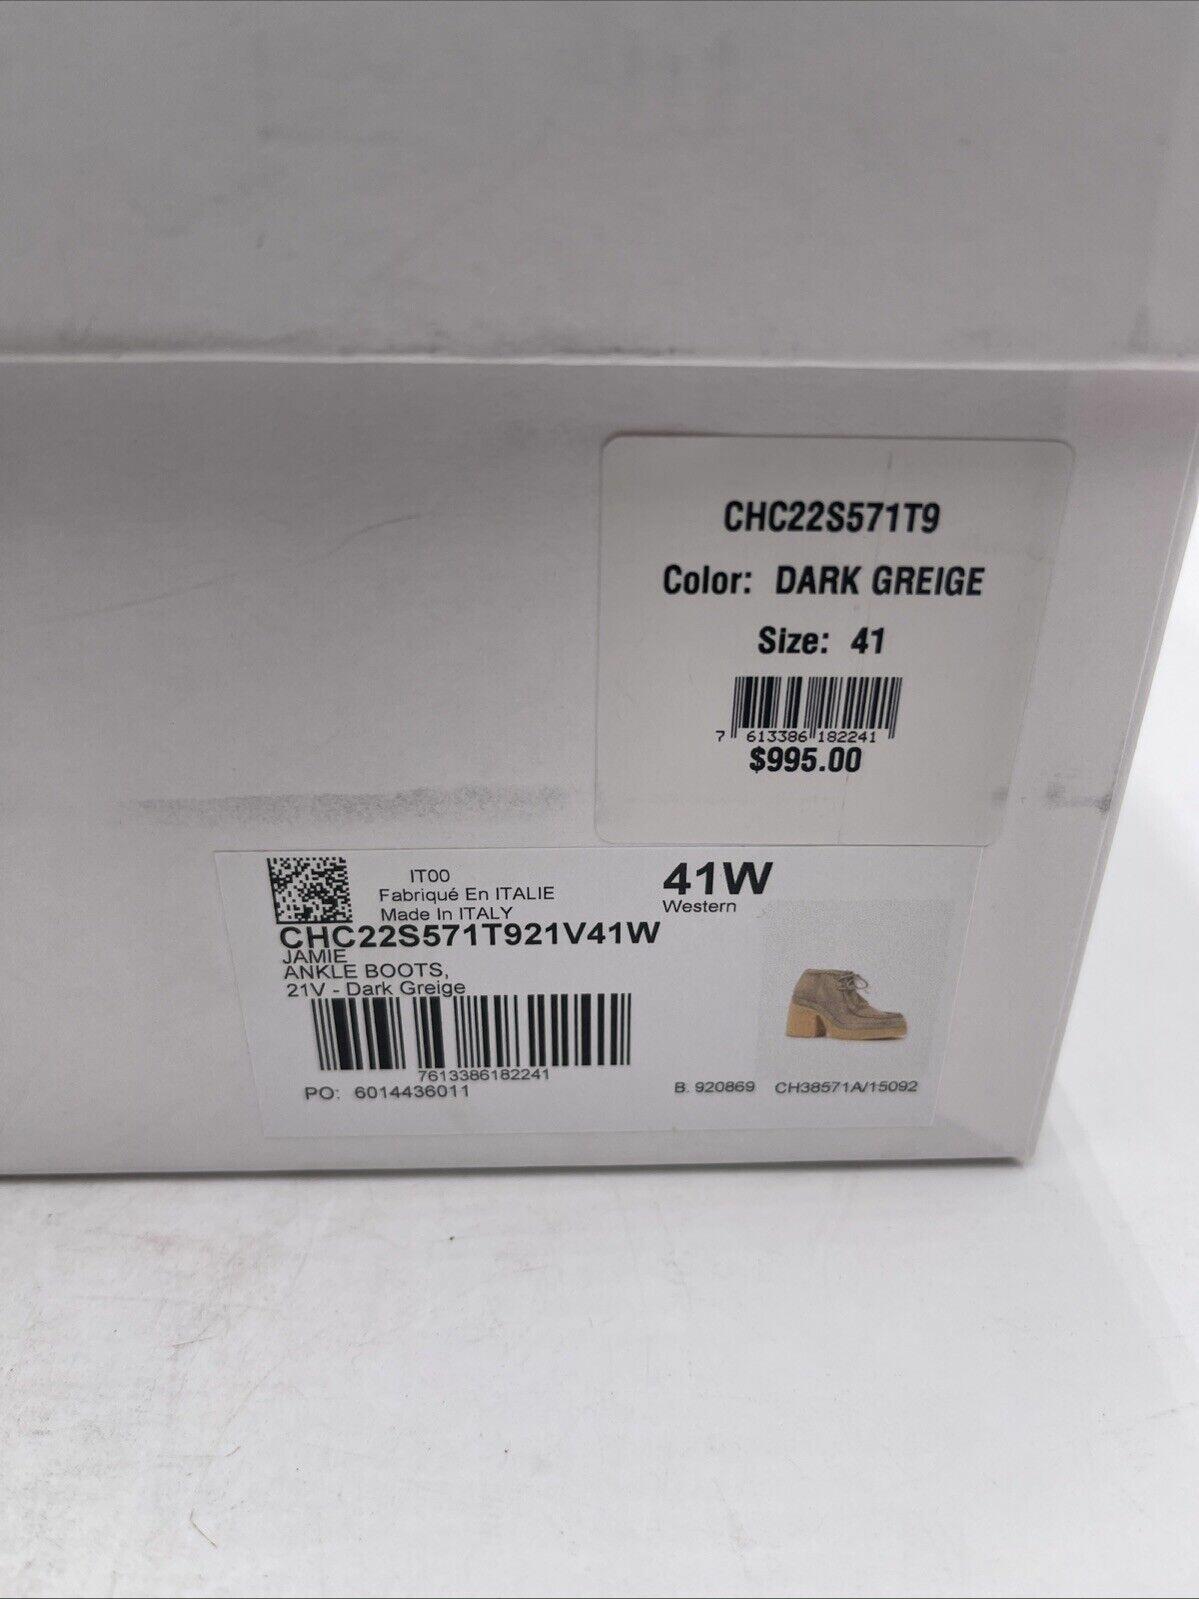 CHC22S571T9
Color: DARK GREIGE
Size: 41
7 613386 182241
$995.00
IT00
Fabriqué En ITALIE
Made In ITALY
41W
Western
CHC22S571T921V41W
JAMIE
ANKLE BOOTS,
21V - Dark Greige
7613386182241
PO: 6014436011
B. 920869 CH38571A/15092